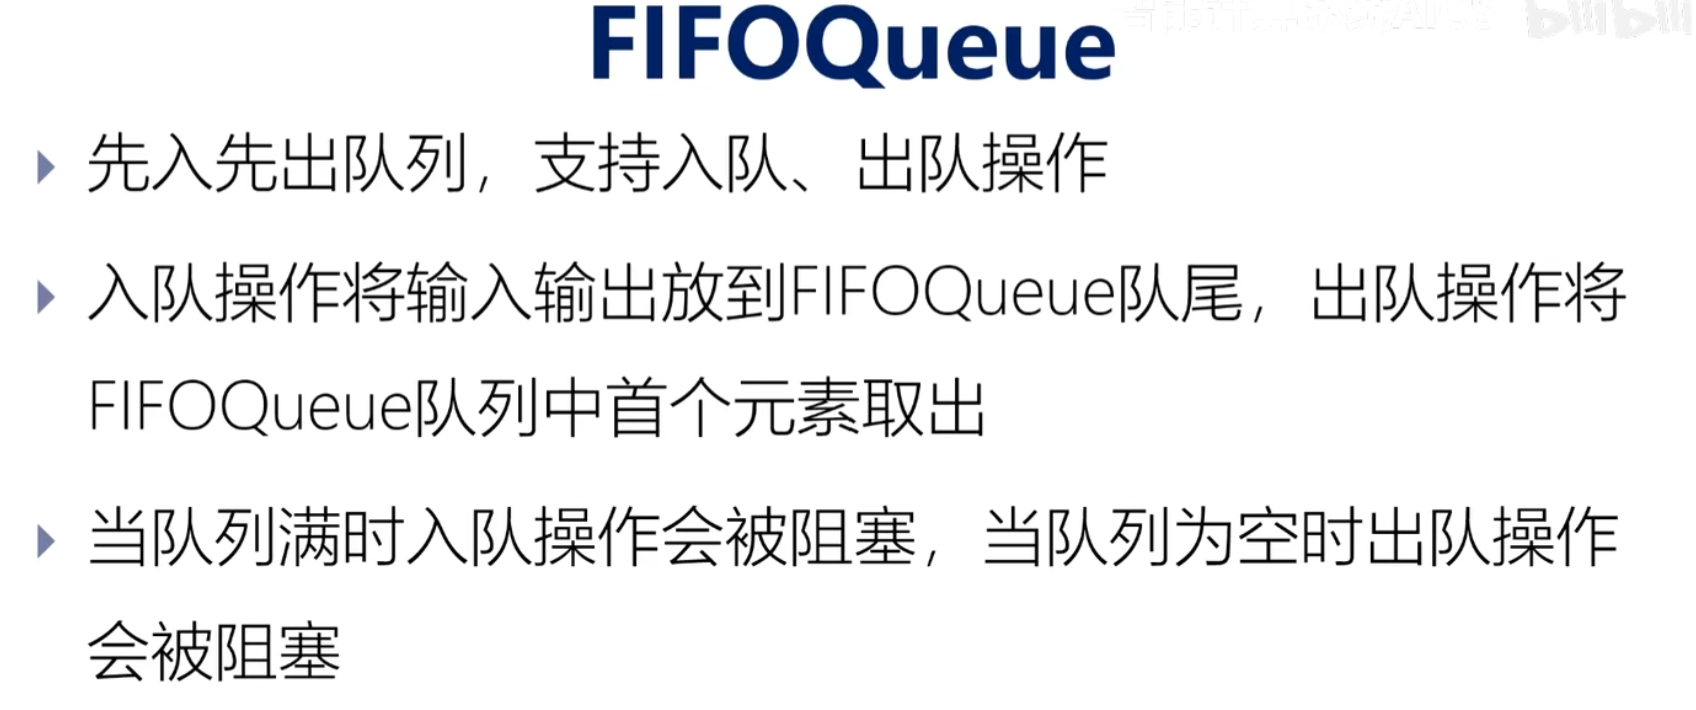 FIFOQueue
bilibili
先入先出队列，支持入队、出队操作
入队操作将输入输出放到FIFOQueue队尾，出队操作将
FIFOQueue队列中首个元素取出
当队列满时入队操作会被阻塞，当队列为空时出队操作
会被阻塞